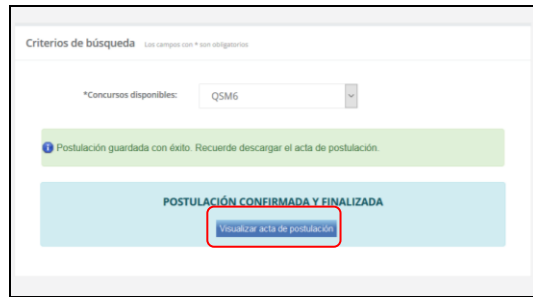 Criterios de búsqueda Los campos con * son obligatorios
*Concursos disponibles: QSM6
Postulación guardada con éxito. Recuerde descargar el acta de postulación.
POSTULACIÓN CONFIRMADA Y FINALIZADA
Visualizar acta de postulación